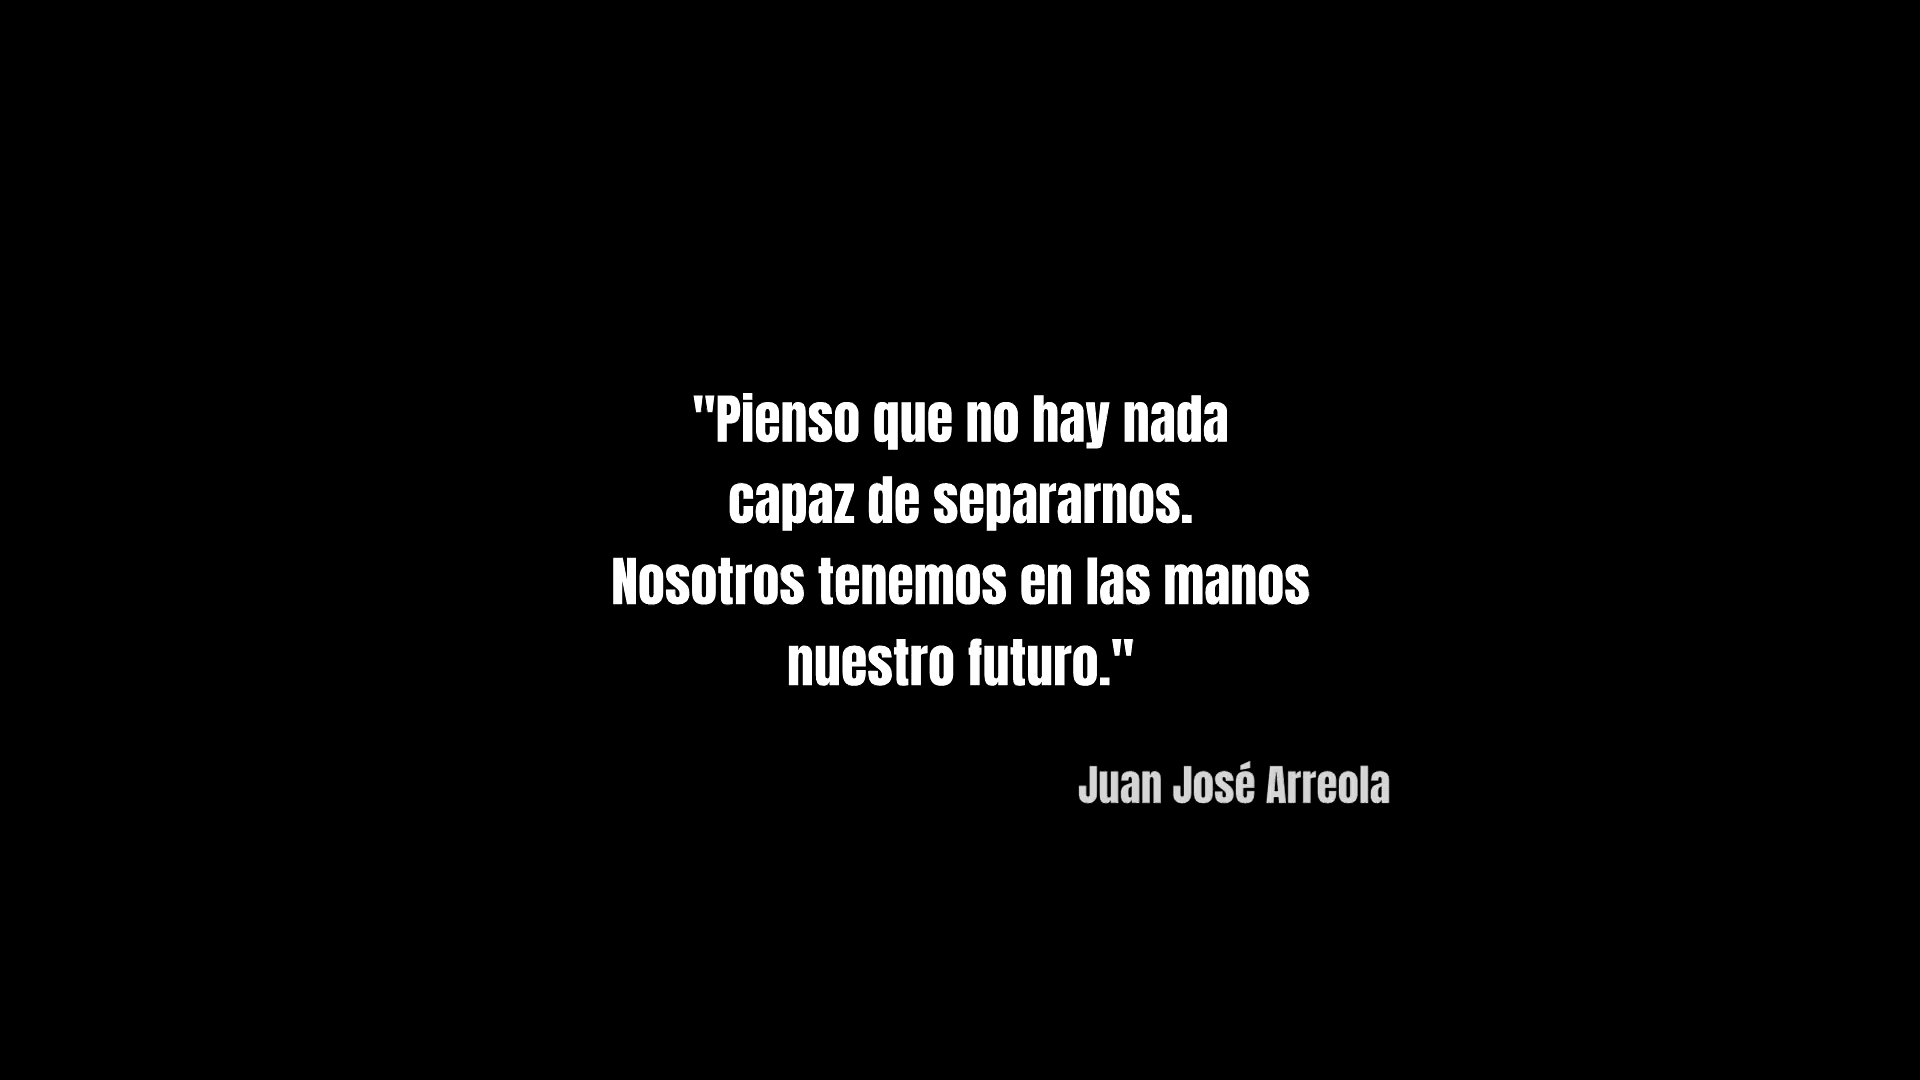 "Pienso que no hay nada
capaz de separarnos.
Nosotros tenemos en las manos
nuestro futuro."
Juan José Arreola